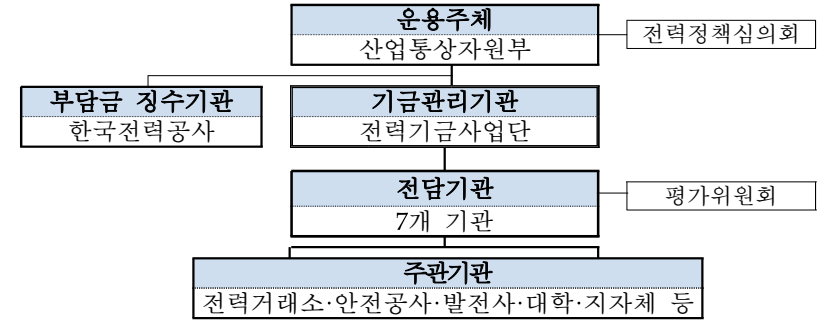 운용주체
산업통상자원부
전력정책심의회
부담금 징수기관
한국전력공사
기금관리기관
전력기금사업단
전담기관
7개 기관
평가위원회
주관기관
전력거래소·안전공사·발전사·대학·지자체 등